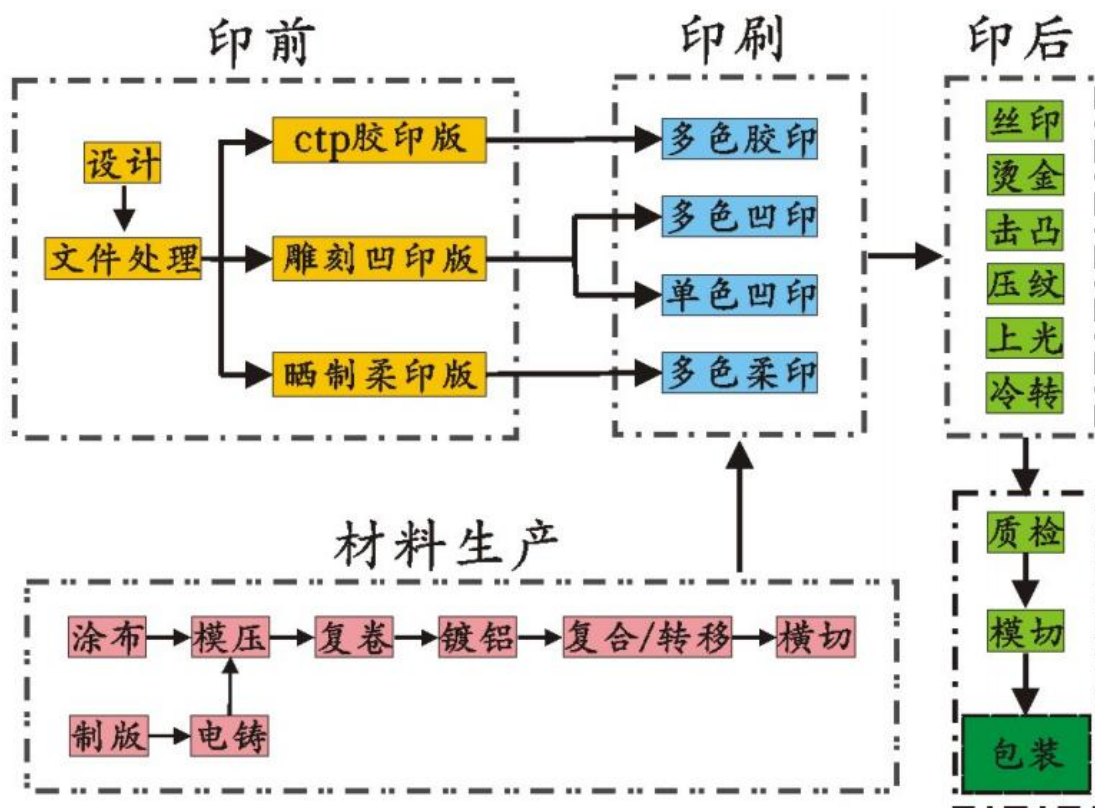 印前
设计
文件处理
ctp胶印版
雕刻凹印版
晒制柔印版
印刷
多色胶印
多色凹印
单色凹印
多色柔印
印后
丝印
烫金
击凸
压纹
上光
冷转
质检
模切
包装
材料生产
涂布
模压
复卷
镀铝
复合/转移
横切
制版
电铸